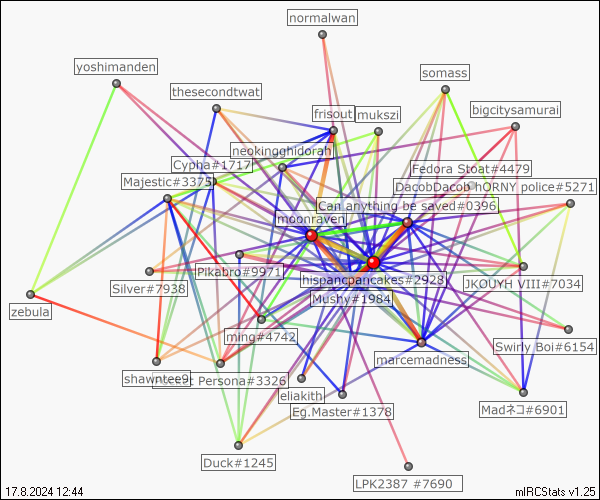 normalwan
yoshimanden
somass
thesecondtwat
bigcitysamurai
frisout
mukszi
neokingghidorah
Cypha#1717
Fedora Stoat#4479
Majestic#3375
DacobDacob
hORNY police#5271
Can anything be saved#0396
moonraven
Pikabro#9971
hispancpancakes#2928
Silver#7938
JKOUYH VIII#7034
Mushy#1984
zebula
ming#4742
Swirly Boi#6154
marcemadness
shawntee9
Persona#3326
eliakith
Eg.Master#1378
Madネコ#6901
Duck#1245
LPK2387 #7690
17.8.2024 12:44
mIRCStats v1.25